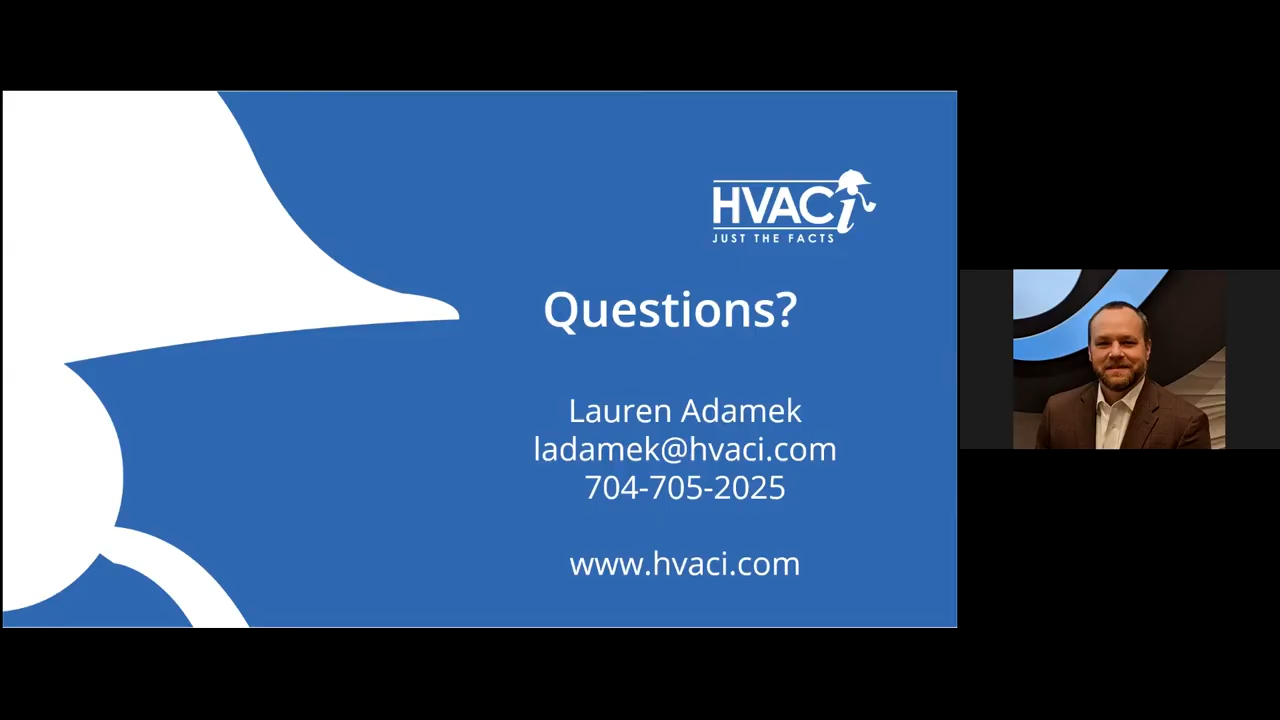 HVACi
JUST THE FACTS
Questions?
Lauren Adamek
ladamek@hvaci.com
704-705-2025
www.hvaci.com